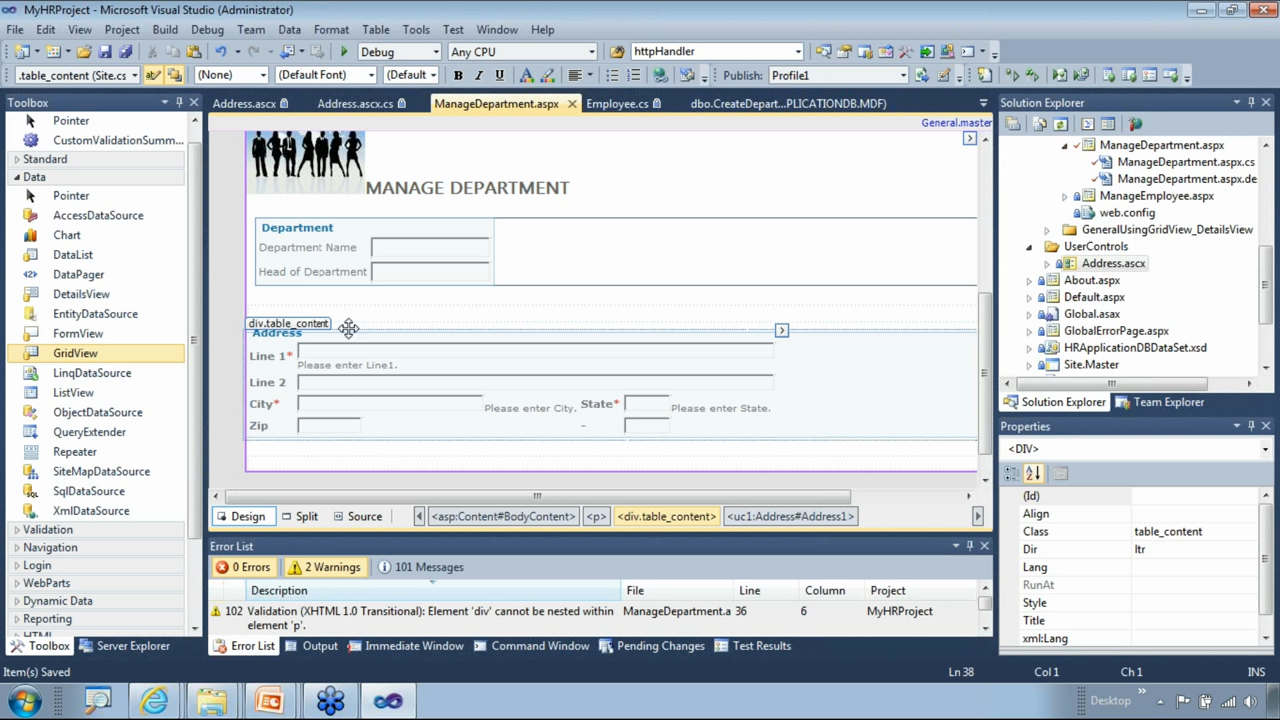 MyHRProject - Microsoft Visual Studio (Administrator)
File Edit View Project Build Debug Team Data Format Table Tools Test Window Help
Debug Any CPU httpHandler
.table_content (Site.cs (None) (Default Font) (Default B I U A Publish: Profile1
Toolbox
Pointer
CustomValidationSumm...
Standard
Data
Pointer
AccessDataSource
Chart
DataList
DataPager
DetailsView
EntityDataSource
FormView
GridView
LinqDataSource
ListView
ObjectDataSource
QueryExtender
Repeater
SiteMapDataSource
SqlDataSource
XmlDataSource
Validation
Navigation
Login
WebParts
Dynamic Data
Reporting
Toolbox Server Explorer
Address.ascx Address.ascx.cs ManageDepartment.aspx Employee.cs dbo.CreateDepart...PLICATIONDB.MDF)
General.master
MANAGE DEPARTMENT
Department
Department Name
Head of Department
div.table_content
Address
Line 1*
Please enter Line1.
Line 2
City* Please enter City. State* Please enter State.
Zip -
Design Split Source <asp:Content#BodyContent> <p> <div.table_content> <uc1:Address#Address1>
Error List
0 Errors 2 Warnings 101 Messages
Description File Line Column Project
102 Validation (XHTML 1.0 Transitional): Element 'div' cannot be nested within element 'p'. ManageDepartment.a 36 6 MyHRProject
Error List Output Immediate Window Command Window Pending Changes Test Results
Solution Explorer
ManageDepartment.aspx
ManageDepartment.aspx.cs
ManageDepartment.aspx.de
ManageEmployee.aspx
web.config
GeneralUsingGridView_DetailsView
UserControls
Address.ascx
About.aspx
Default.aspx
Global.asax
GlobalErrorPage.aspx
HRApplicationDBDataSet.xsd
Site.Master
Solution Explorer Team Explorer
Properties
<DIV>
(Id)
Align
Class table_content
Dir ltr
Lang
RunAt
Style
Title
xml:Lang
Item(s) Saved Ln 38 Col 1 Ch 1 INS
Desktop